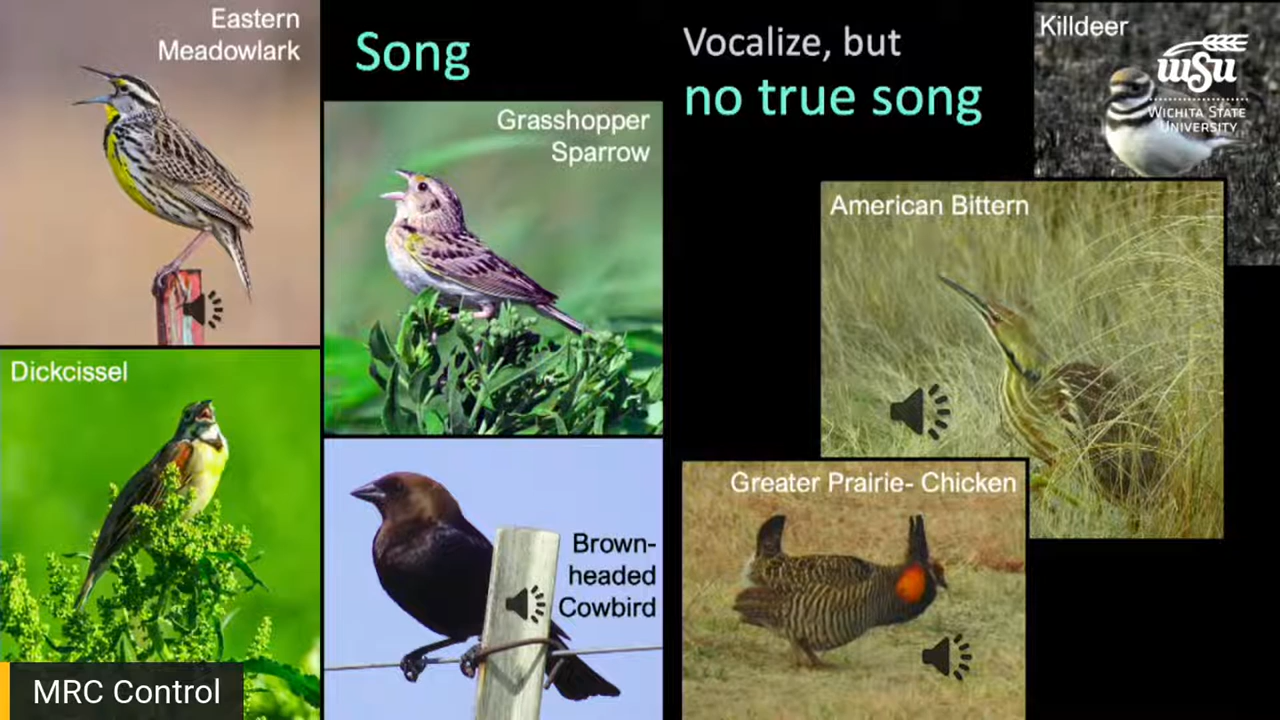 Eastern
Meadowlark
Song
Grasshopper
Sparrow
Dickcissel
Brown-
headed
Cowbird
Vocalize, but
no true song
Killdeer
wsu
WICHITA STATE
UNIVERSITY
American Bittern
Greater Prairie- Chicken
MRC Control